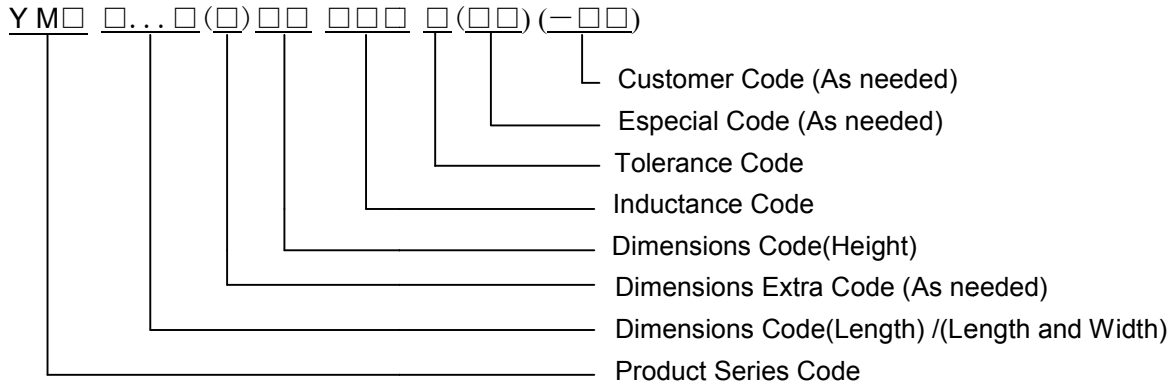 YM□ □...□(□)□□ □□□ □(□□)(-□□)
Customer Code (As needed)
Especial Code (As needed)
Tolerance Code
Inductance Code
Dimensions Code(Height)
Dimensions Extra Code (As needed)
Dimensions Code(Length) /(Length and Width)
Product Series Code